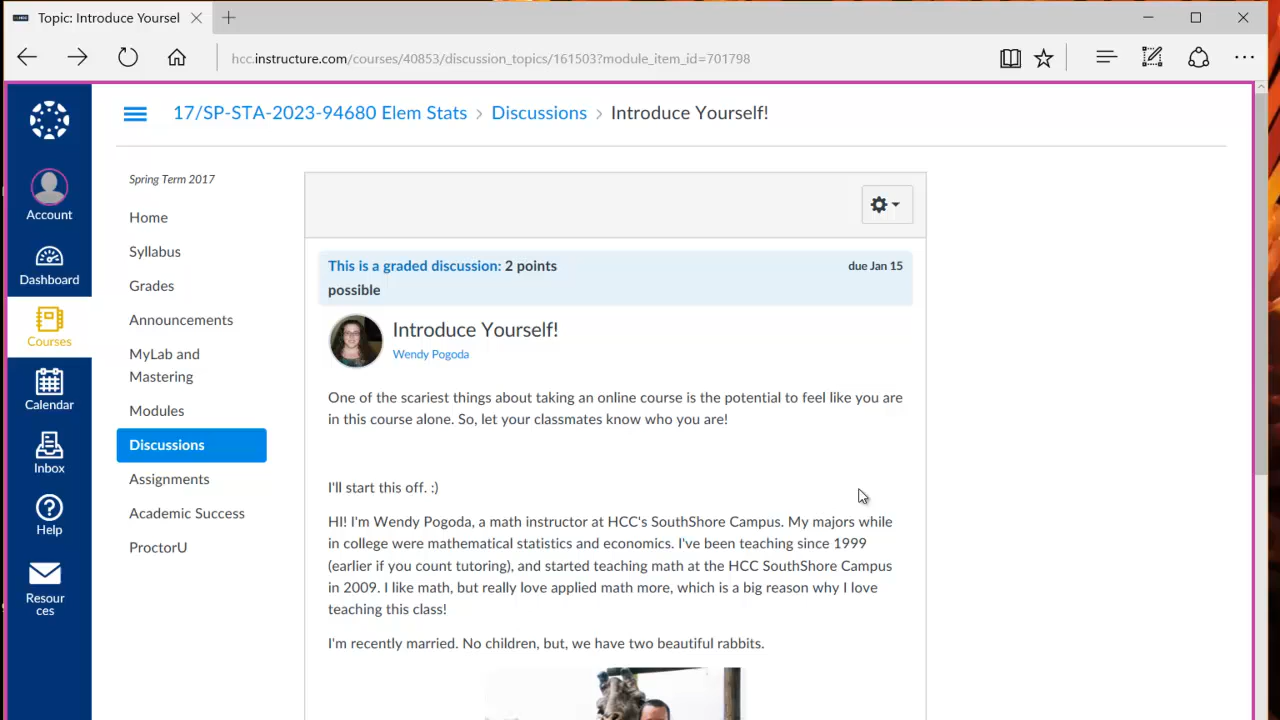 Topic: Introduce Yoursel
hcc.instructure.com/courses/40853/discussion_topics/161503?module_item_id=701798
17/SP-STA-2023-94680 Elem Stats > Discussions > Introduce Yourself!
Account
Dashboard
Courses
Calendar
Inbox
Help
Resour
ces
Spring Term 2017
Home
Syllabus
Grades
Announcements
MyLab and
Mastering
Modules
Discussions
Assignments
Academic Success
ProctorU
This is a graded discussion: 2 points
possible
due Jan 15
Introduce Yourself!
Wendy Pogoda
One of the scariest things about taking an online course is the potential to feel like you are
in this course alone. So, let your classmates know who you are!
I'll start this off. :)
HI! I'm Wendy Pogoda, a math instructor at HCC's SouthShore Campus. My majors while
in college were mathematical statistics and economics. I've been teaching since 1999
(earlier if you count tutoring), and started teaching math at the HCC SouthShore Campus
in 2009. I like math, but really love applied math more, which is a big reason why I love
teaching this class!
I'm recently married. No children, but, we have two beautiful rabbits.